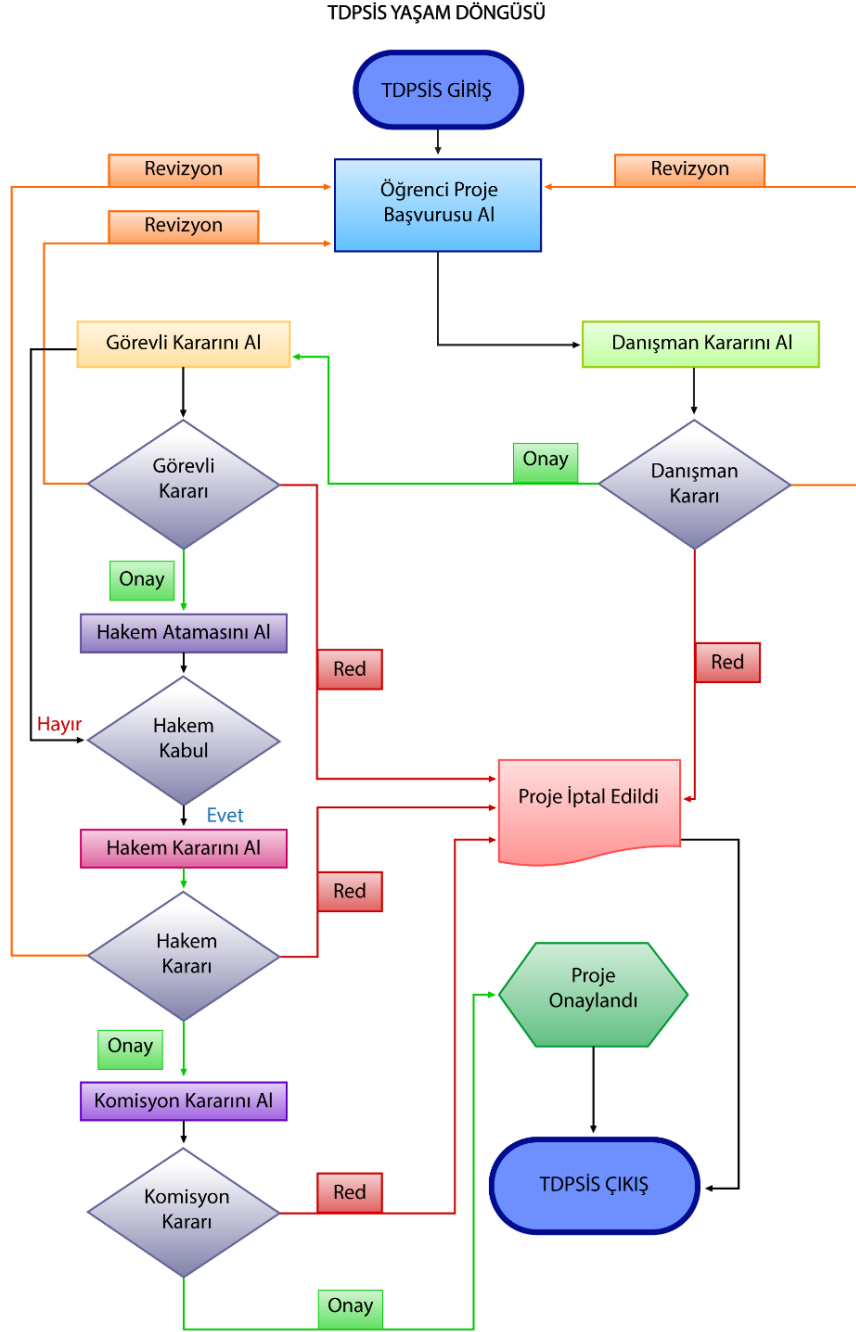 TDPSİS YAŞAM DÖNGÜSÜ
TDPSİS GİRİŞ
Revizyon
Revizyon
Öğrenci Proje
Başvurusu Al
Revizyon
Görevli Kararını Al
Danışman Kararını Al
Görevli
Kararı
Onay
Danışman
Kararı
Onay
Hakem Atamasını Al
Red
Red
Hayır
Hakem
Kabul
Evet
Proje İptal Edildi
Hakem Kararını Al
Red
Hakem
Kararı
Proje
Onaylandı
Onay
Komisyon Kararını Al
Komisyon
Kararı
Red
TDPSİS ÇIKIŞ
Onay